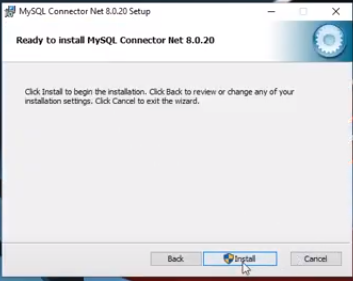 MySQL Connector Net 8.0.20 Setup
Ready to install MySQL Connector Net 8.0.20
Click Install to begin the installation. Click Back to review or change any of your
installation settings. Click Cancel to exit the wizard.
Back Install Cancel